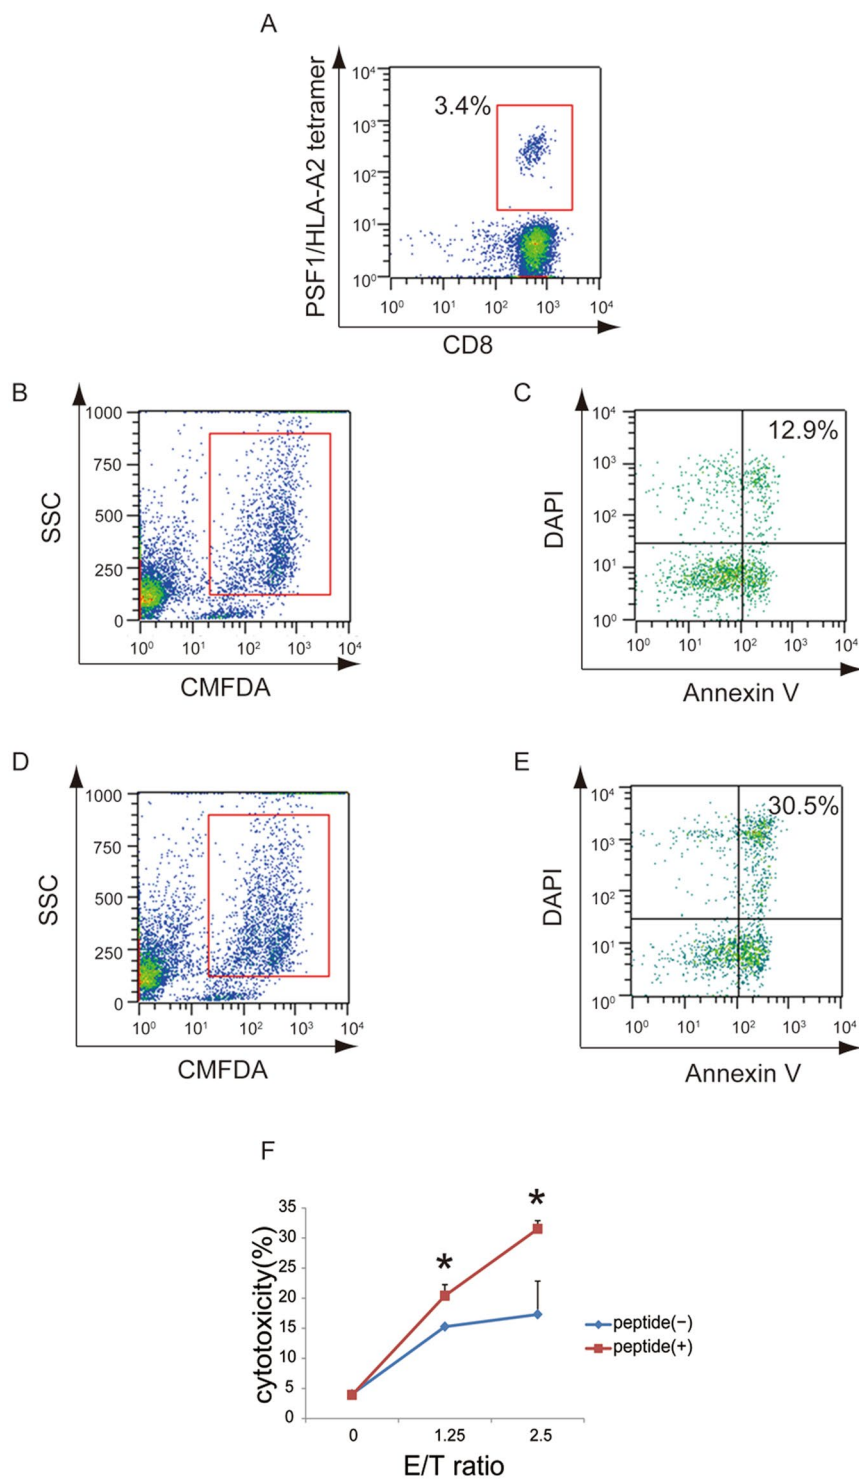 A
PSF1/HLA-A2 tetramer
10⁴
10³
10²
10¹
10⁰
3.4%
10⁰ 10¹ 10² 10³ 10⁴
CD8
B
SSC
1000
750
500
250
0
10⁰ 10¹ 10² 10³ 10⁴
CMFDA
C
DAPI
10⁴
10³
10²
10¹
10⁰
12.9%
10⁰ 10¹ 10² 10³ 10⁴
Annexin V
D
SSC
1000
750
500
250
0
10⁰ 10¹ 10² 10³ 10⁴
CMFDA
E
DAPI
10⁴
10³
10²
10¹
10⁰
30.5%
10⁰ 10¹ 10² 10³ 10⁴
Annexin V
F
cytotoxicity(%)
35
30
25
20
15
10
5
0
* *
peptide(−)
peptide(+)
0 1.25 2.5
E/T ratio